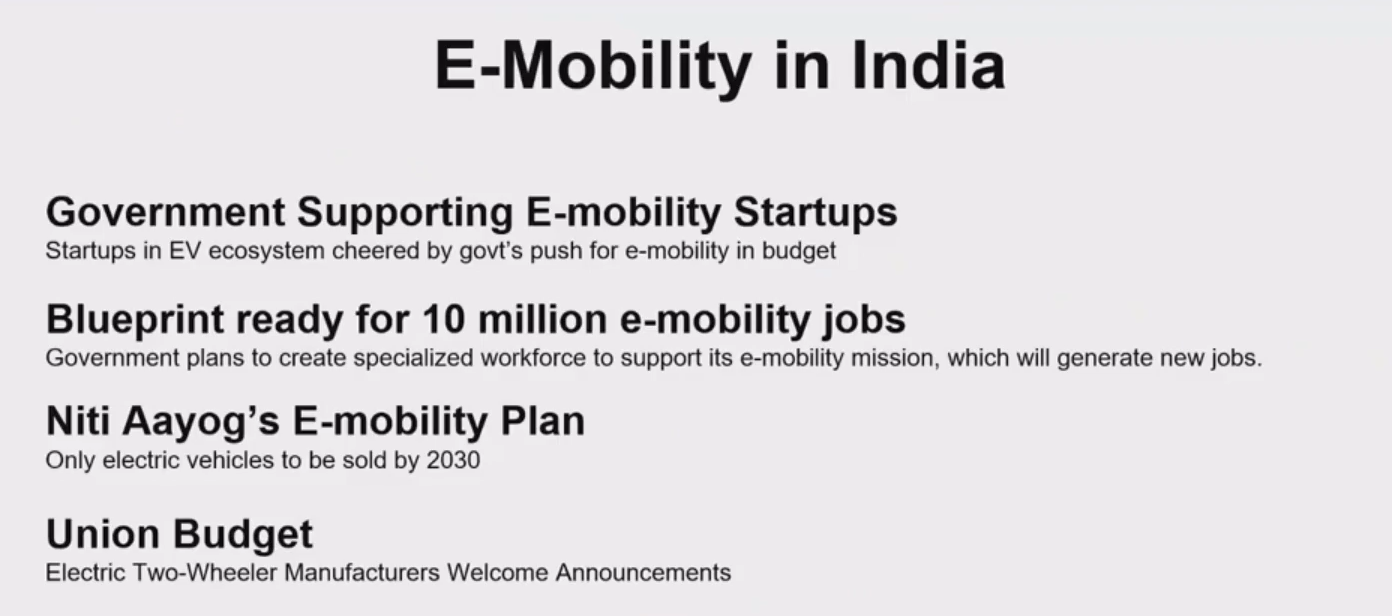 E-Mobility in India
Government Supporting E-mobility Startups
Startups in EV ecosystem cheered by govt’s push for e-mobility in budget
Blueprint ready for 10 million e-mobility jobs
Government plans to create specialized workforce to support its e-mobility mission, which will generate new jobs.
Niti Aayog’s E-mobility Plan
Only electric vehicles to be sold by 2030
Union Budget
Electric Two-Wheeler Manufacturers Welcome Announcements